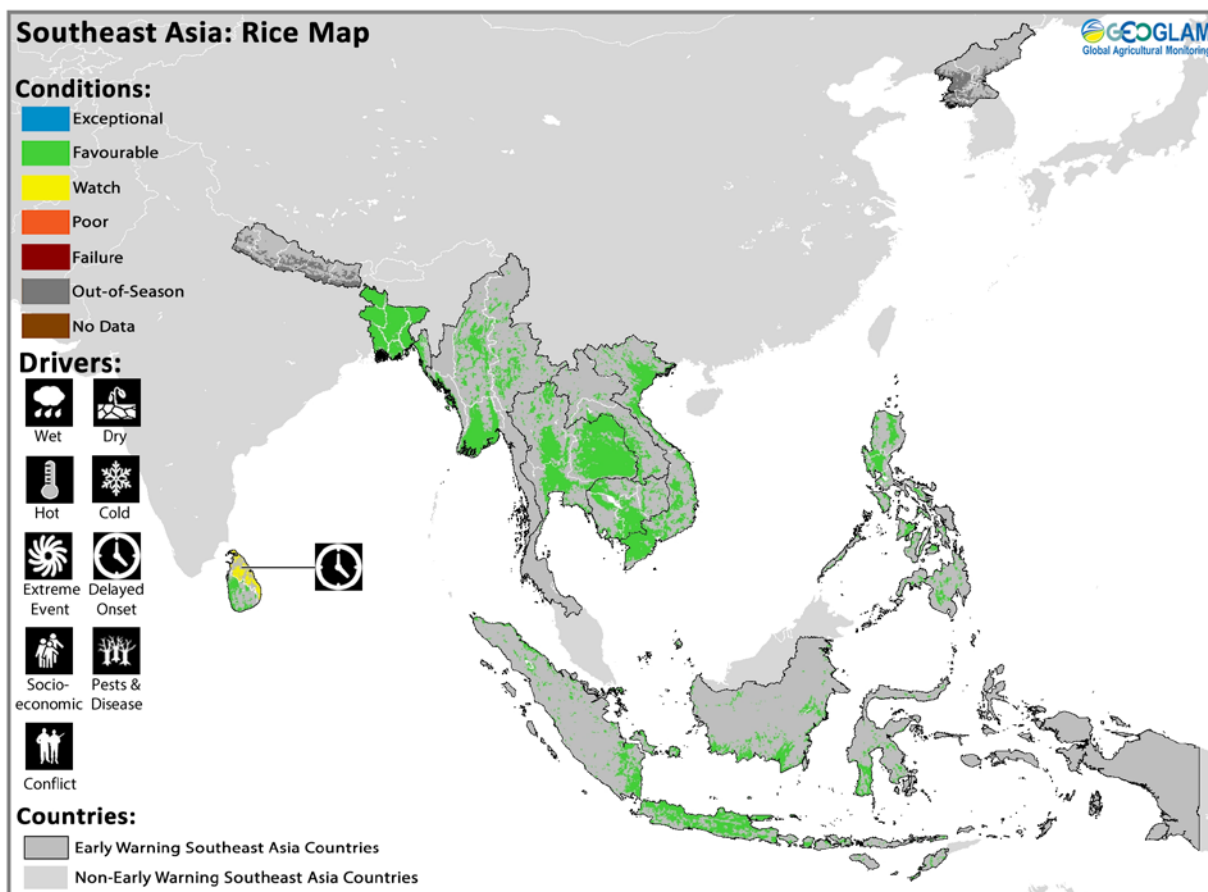 Southeast Asia: Rice Map
GEOGLAM
Global Agricultural Monitoring
Conditions:
Exceptional
Favourable
Watch
Poor
Failure
Out-of-Season
No Data
Drivers:
Wet
Dry
Hot
Cold
Extreme
Event
Delayed
Onset
Socio-
economic
Pests &
Disease
Conflict
Countries:
Early Warning Southeast Asia Countries
Non-Early Warning Southeast Asia Countries